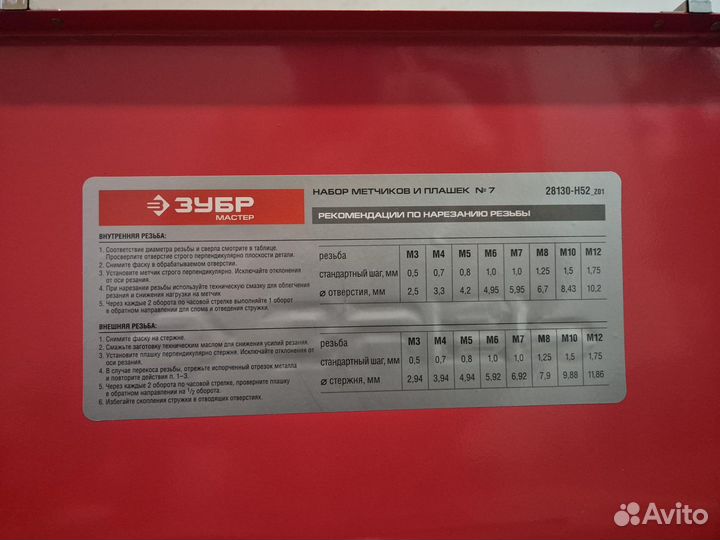 ЗУБР
МАСТЕР
НАБОР МЕТЧИКОВ И ПЛАШЕК № 7 28130-H52_Z01
РЕКОМЕНДАЦИИ ПО НАРЕЗАНИЮ РЕЗЬБЫ
ВНУТРЕННЯЯ РЕЗЬБА:
1. Соответствие диаметра резьбы и сверла смотрите в таблице.
Просверлите отверстие строго перпендикулярно плоскости детали.
2. Снимите фаску в обрабатываемом отверстии.
3. Установите метчик строго перпендикулярно. Исключайте отклонения
от оси резания.
4. При нарезании резьбы используйте техническую смазку для облегчения
резания и снижения нагрузки на метчик.
5. Через каждые 2 оборота по часовой стрелке выполняйте 1 оборот
в обратном направлении для слома и отведения стружки.
резьба M3 M4 M5 M6 M7 M8 M10 M12
стандартный шаг, мм 0,5 0,7 0,8 1,0 1,0 1,25 1,5 1,75
⌀ отверстия, мм 2,5 3,3 4,2 4,95 5,95 6,7 8,43 10,2
ВНЕШНЯЯ РЕЗЬБА:
1. Снимите фаску на стержне.
2. Смажьте заготовку техническим маслом для снижения усилий резания.
3. Установите плашку перпендикулярно стержня. Исключайте отклонения от
оси резания.
4. В случае перекоса резьбы, отрежьте испорченный отрезок металла
и повторите действия п. 1–3.
5. Через каждые 2 оборота по часовой стрелке, проверните плашку
в обратном направлении на 1/2 оборота.
6. Избегайте скопления стружки в отводящих отверстиях.
резьба M3 M4 M5 M6 M7 M8 M10 M12
стандартный шаг, мм 0,5 0,7 0,8 1,0 1,0 1,25 1,5 1,75
⌀ стержня, мм 2,94 3,94 4,94 5,92 6,92 7,9 9,88 11,86
Avito